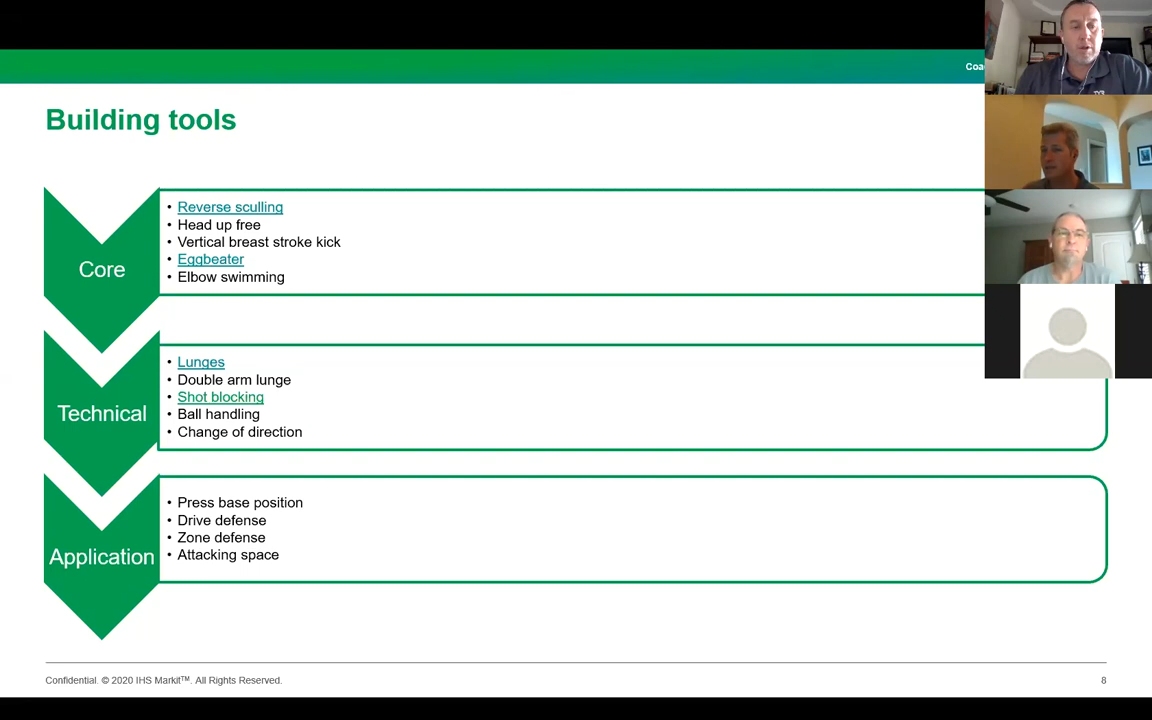 Coa
Building tools
Core
• Reverse sculling
• Head up free
• Vertical breast stroke kick
• Eggbeater
• Elbow swimming
Technical
• Lunges
• Double arm lunge
• Shot blocking
• Ball handling
• Change of direction
Application
• Press base position
• Drive defense
• Zone defense
• Attacking space
Confidential. © 2020 IHS Markit™. All Rights Reserved.
8